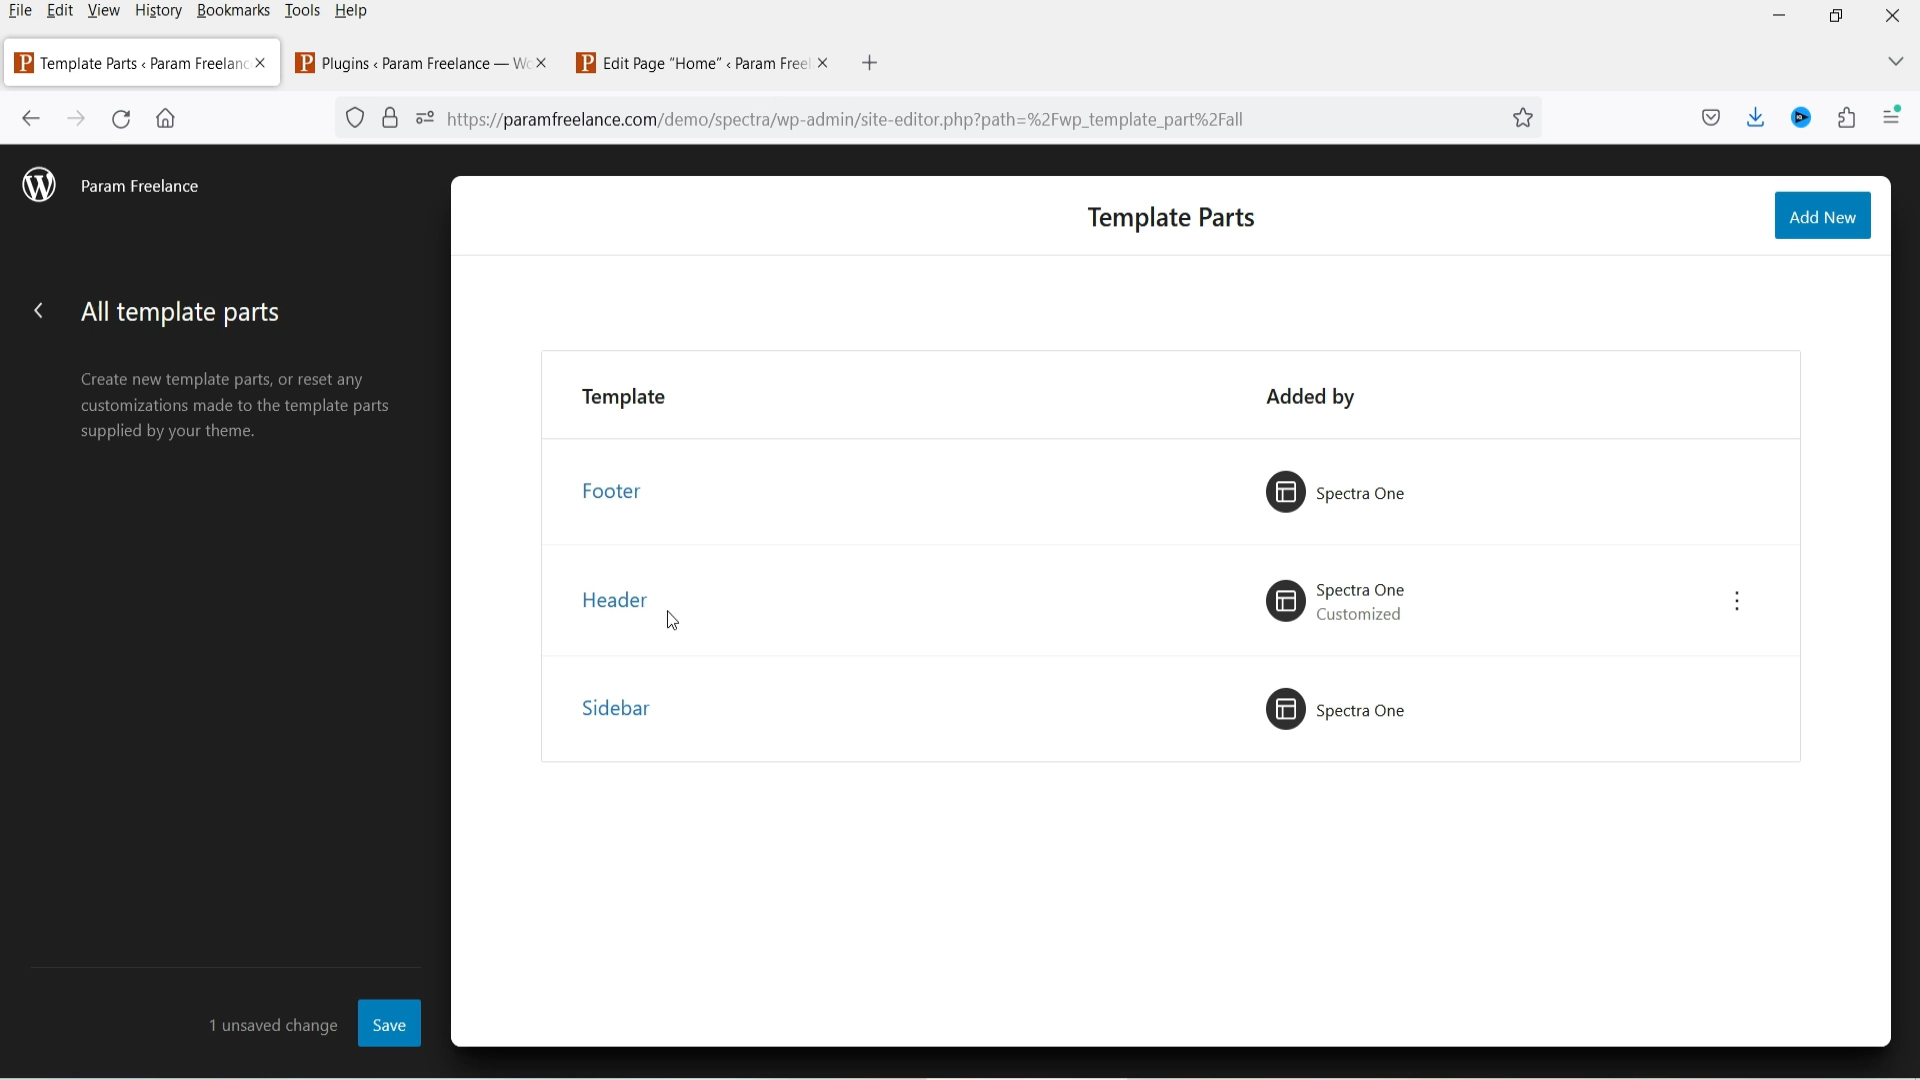 File Edit View History Bookmarks Tools Help
Template Parts ‹ Param Freelanc
Plugins ‹ Param Freelance — Wo
Edit Page "Home" ‹ Param Freel
https://paramfreelance.com/demo/spectra/wp-admin/site-editor.php?path=%2Fwp_template_part%2Fall
Param Freelance
Template Parts
Add New
All template parts
Create new template parts, or reset any
customizations made to the template parts
supplied by your theme.
Template Added by
Footer Spectra One
Header Spectra One
Customized
Sidebar Spectra One
1 unsaved change Save